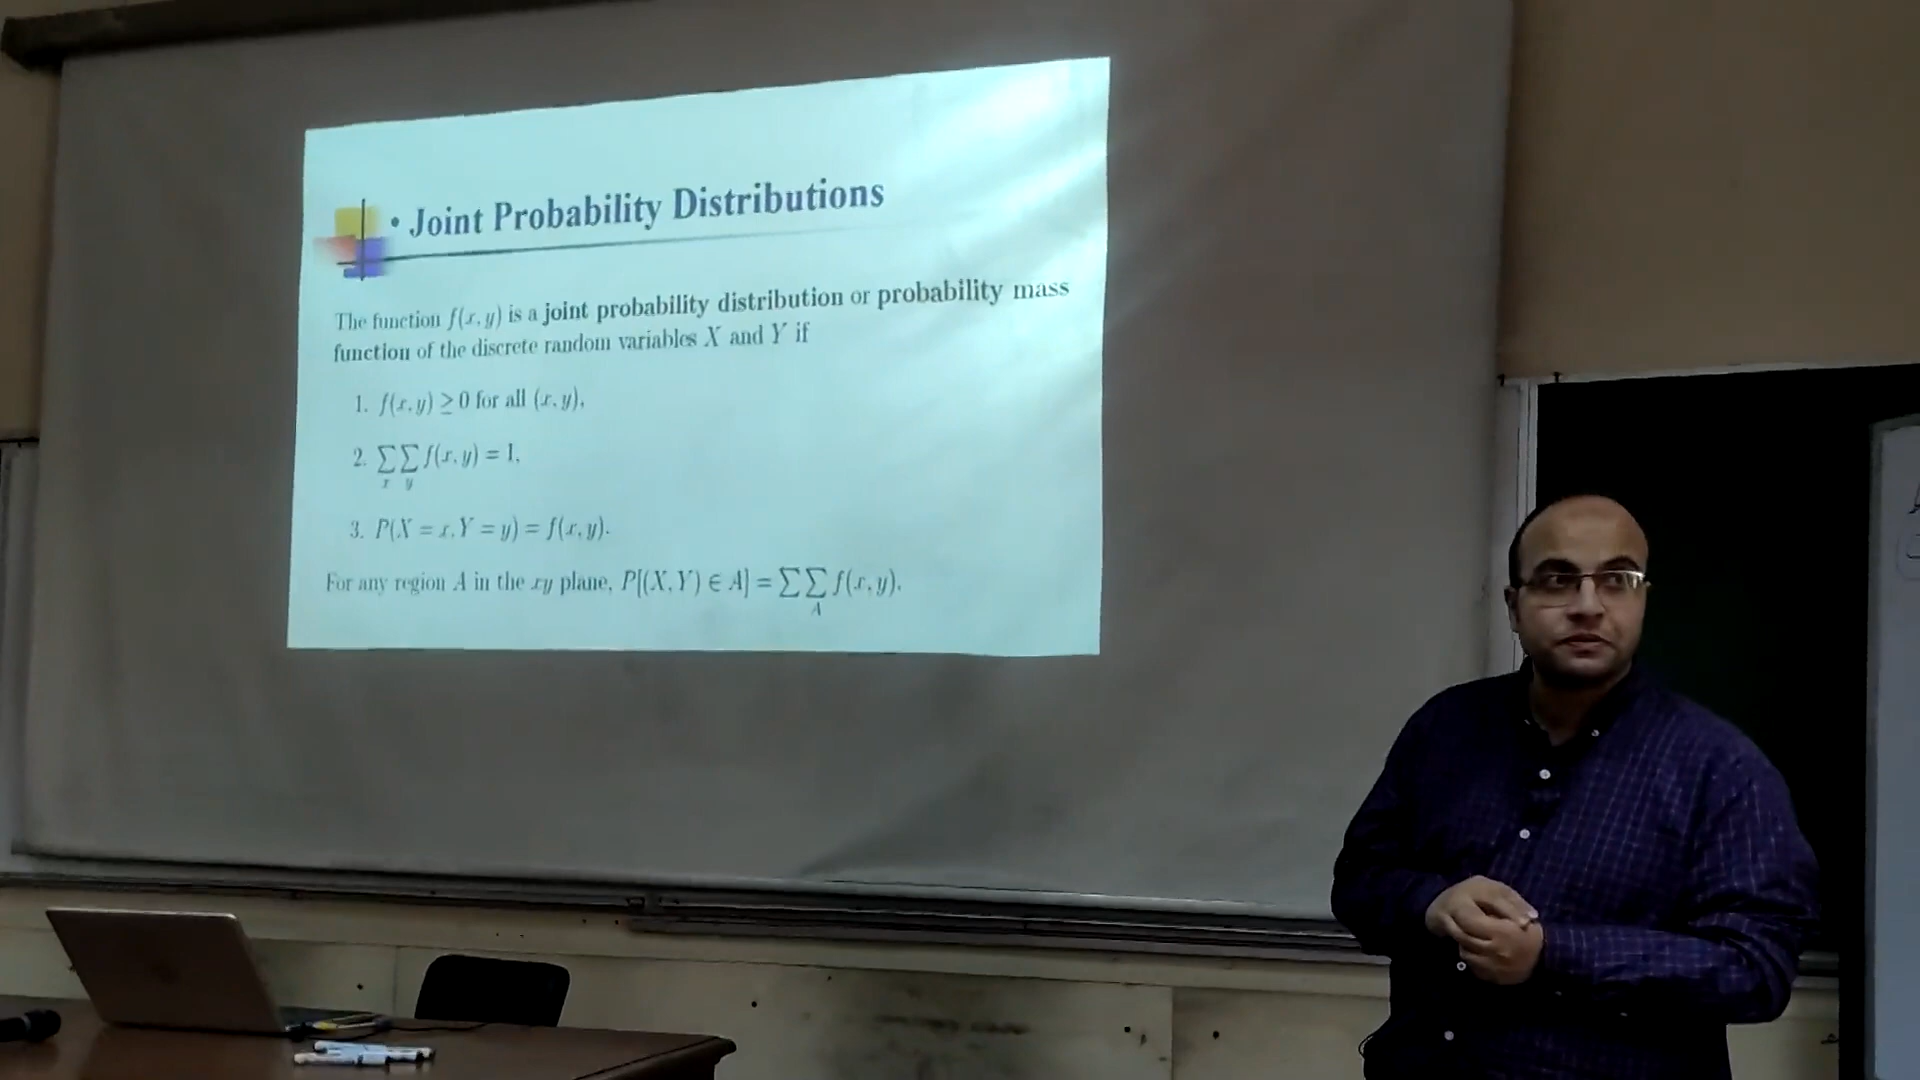 • Joint Probability Distributions
The function f(x, y) is a joint probability distribution or probability mass
function of the discrete random variables X and Y if
1. f(x, y) ≥ 0 for all (x, y),
2. ∑∑ f(x, y) = 1,
x y
3. P(X = x, Y = y) = f(x, y).
For any region A in the xy plane, P[(X, Y) ∈ A] = ∑∑ f(x, y).
A